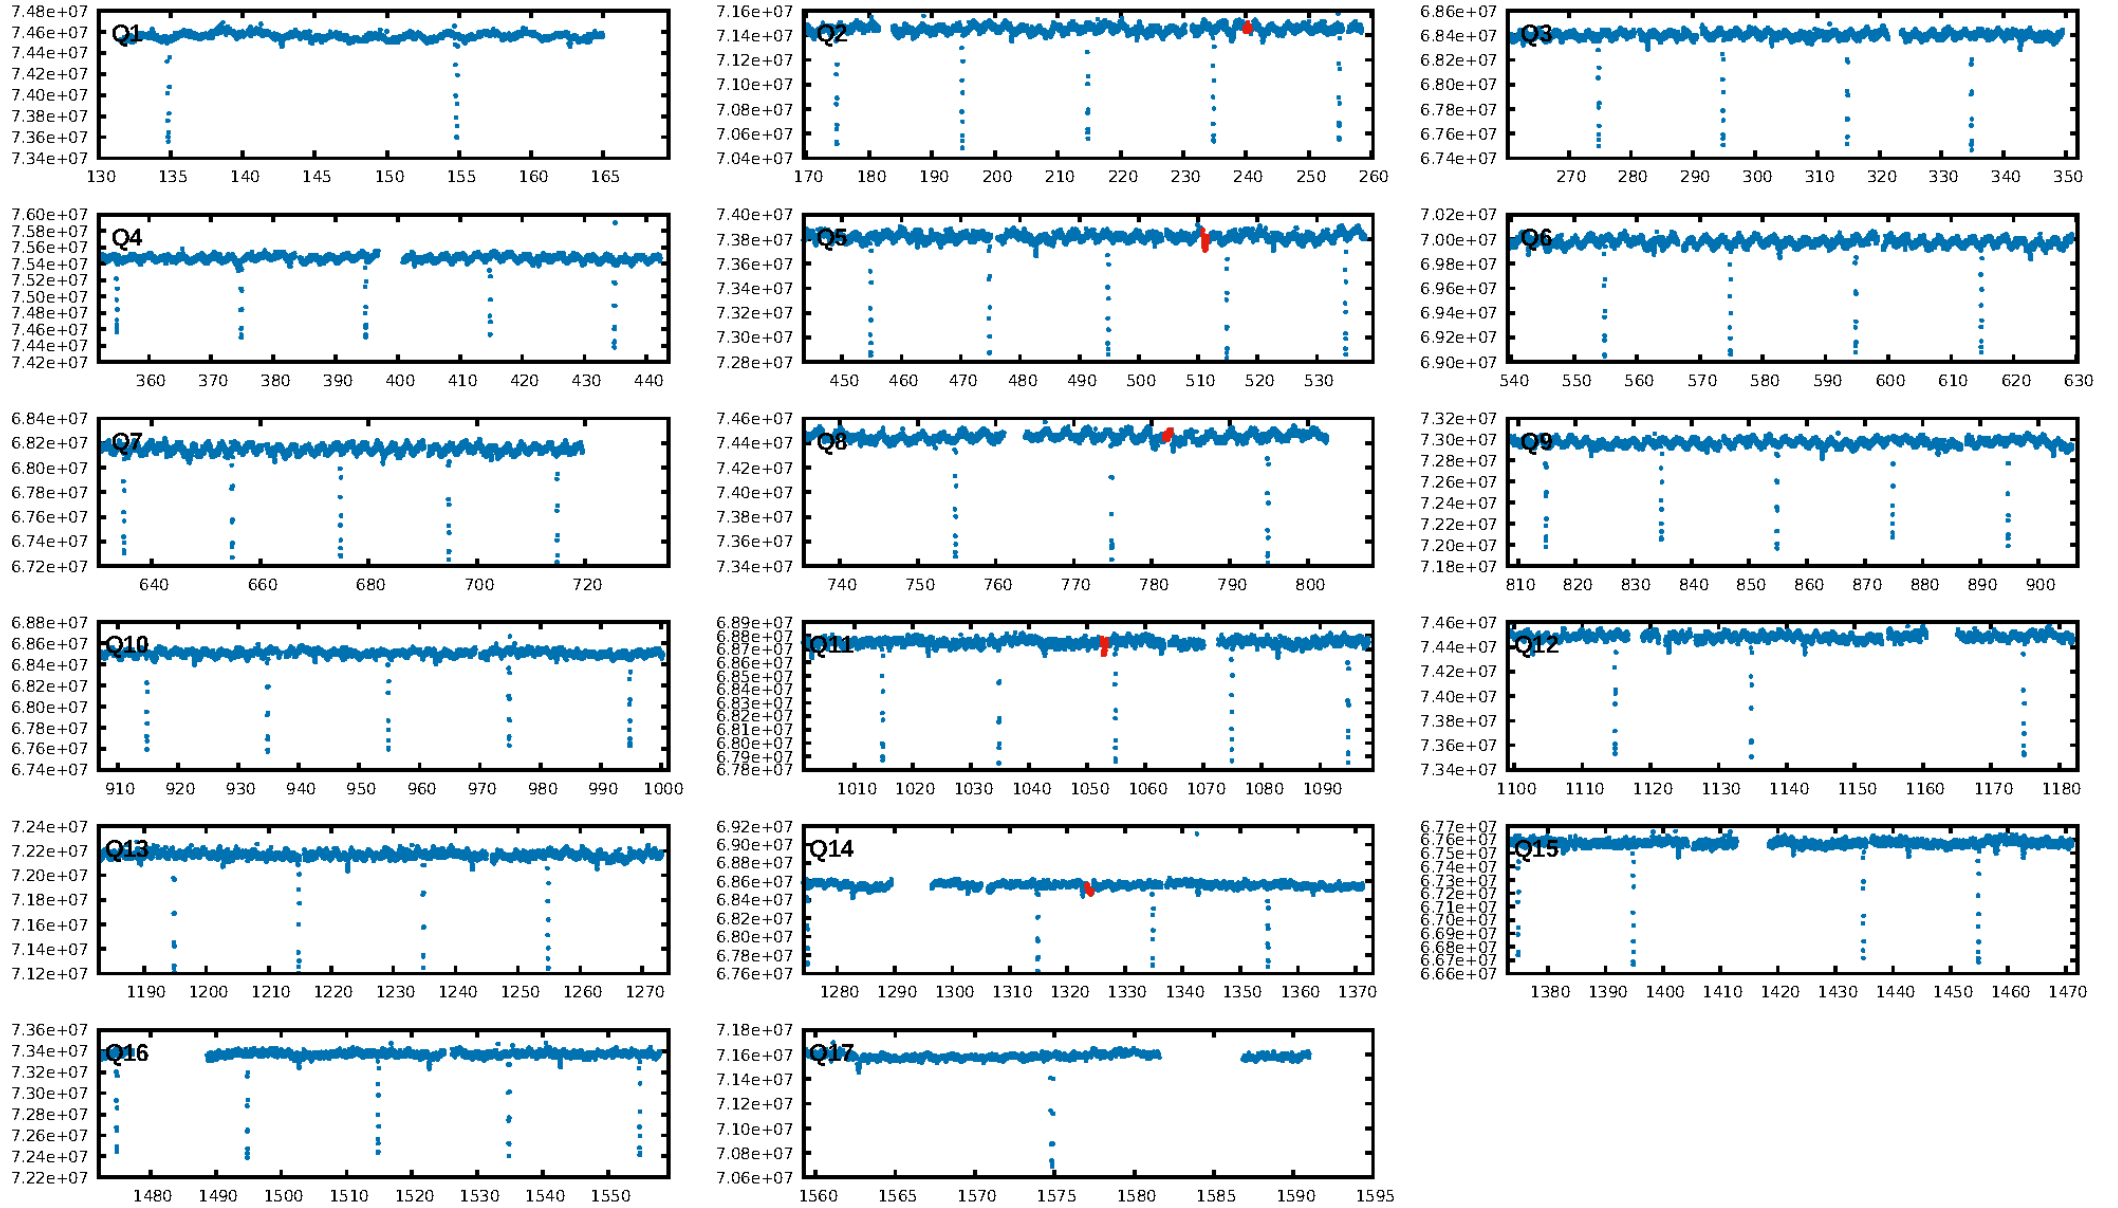 Q1
7.48e+07
7.46e+07
7.44e+07
7.42e+07
7.40e+07
7.38e+07
7.36e+07
7.34e+07
130 135 140 145 150 155 160 165
Q2
7.16e+07
7.14e+07
7.12e+07
7.10e+07
7.08e+07
7.06e+07
7.04e+07
170 180 190 200 210 220 230 240 250 260
Q3
6.86e+07
6.84e+07
6.82e+07
6.80e+07
6.78e+07
6.76e+07
6.74e+07
270 280 290 300 310 320 330 340 350
Q4
7.60e+07
7.58e+07
7.56e+07
7.54e+07
7.52e+07
7.50e+07
7.48e+07
7.46e+07
7.44e+07
7.42e+07
360 370 380 390 400 410 420 430 440
Q5
7.40e+07
7.38e+07
7.36e+07
7.34e+07
7.32e+07
7.30e+07
7.28e+07
450 460 470 480 490 500 510 520 530
Q6
7.02e+07
7.00e+07
6.98e+07
6.96e+07
6.94e+07
6.92e+07
6.90e+07
540 550 560 570 580 590 600 610 620 630
Q7
6.84e+07
6.82e+07
6.80e+07
6.78e+07
6.76e+07
6.74e+07
6.72e+07
640 660 680 700 720
Q8
7.46e+07
7.44e+07
7.42e+07
7.40e+07
7.38e+07
7.36e+07
7.34e+07
740 750 760 770 780 790 800
Q9
7.32e+07
7.30e+07
7.28e+07
7.26e+07
7.24e+07
7.22e+07
7.20e+07
7.18e+07
810 820 830 840 850 860 870 880 890 900
Q10
6.88e+07
6.86e+07
6.84e+07
6.82e+07
6.80e+07
6.78e+07
6.76e+07
6.74e+07
910 920 930 940 950 960 970 980 990 1000
Q11
6.89e+07
6.88e+07
6.87e+07
6.86e+07
6.85e+07
6.84e+07
6.83e+07
6.82e+07
6.81e+07
6.80e+07
6.79e+07
6.78e+07
1010 1020 1030 1040 1050 1060 1070 1080 1090
Q12
7.46e+07
7.44e+07
7.42e+07
7.40e+07
7.38e+07
7.36e+07
7.34e+07
1100 1110 1120 1130 1140 1150 1160 1170 1180
Q13
7.24e+07
7.22e+07
7.20e+07
7.18e+07
7.16e+07
7.14e+07
7.12e+07
1190 1200 1210 1220 1230 1240 1250 1260 1270
Q14
6.92e+07
6.90e+07
6.88e+07
6.86e+07
6.84e+07
6.82e+07
6.80e+07
6.78e+07
6.76e+07
1280 1290 1300 1310 1320 1330 1340 1350 1360 1370
Q15
6.77e+07
6.76e+07
6.75e+07
6.74e+07
6.73e+07
6.72e+07
6.71e+07
6.70e+07
6.69e+07
6.68e+07
6.67e+07
6.66e+07
1380 1390 1400 1410 1420 1430 1440 1450 1460 1470
Q16
7.36e+07
7.34e+07
7.32e+07
7.30e+07
7.28e+07
7.26e+07
7.24e+07
7.22e+07
1480 1490 1500 1510 1520 1530 1540 1550
Q17
7.18e+07
7.16e+07
7.14e+07
7.12e+07
7.10e+07
7.08e+07
7.06e+07
1560 1565 1570 1575 1580 1585 1590 1595